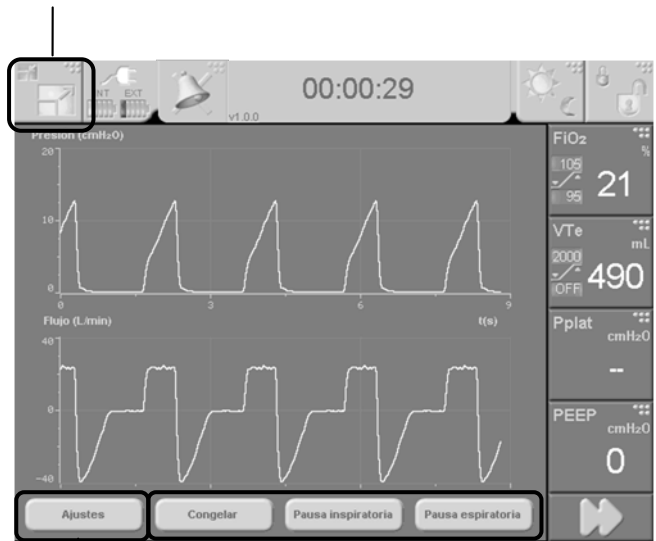 INT EXT
v1.0.0
00:00:29
Presión (cmH2O)
20
10
0
0 3 6 9
Flujo (L/min) t(s)
40
0
-40
FiO2
%
105
95
21
VTe
mL
2000
OFF
490
Pplat
cmH2O
--
PEEP
cmH2O
0
Ajustes Congelar Pausa inspiratoria Pausa espiratoria